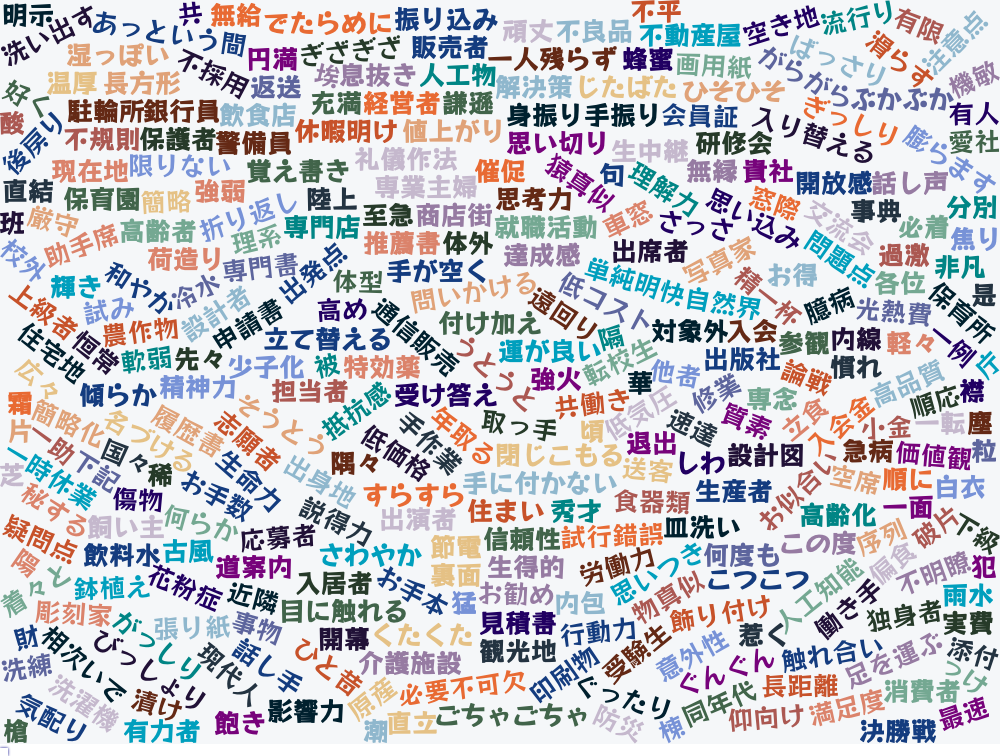 明示
共
無給
でたらめに
振り込み
頑丈
不良品
不平
不動産屋
空き地
流行り
有限
注意点
洗い出す
あっという間
湿っぽい
不採用
円満
ぎざぎざ
販売者
一人残らず
蜂蜜
画用紙
ばっさり
滑らす
機敏
温厚
長方形
返送
埃
息抜き
人工物
解決策
じたばた
ひそひそ
がらがら
ぷかぷか
有人
好く
酸
駐輪所
銀行員
飲食店
充満
経営者
謙遜
身振り手振り
会員証
ぎっしり
入り替える
膨らます
愛社
後戻り
不規則
保護者
警備員
休暇明け
値上がり
思い切り
生中継
研修会
現在地
限りない
覚え書き
礼儀作法
催促
猿真似
句
理解力
無縁
貴社
開放感
話し声
直結
保育園
簡略
強弱
陸上
専業主婦
思考力
車窓
思い込み
窓際
事典
必着
分別
班
厳守
高齢者
折り返し
専門店
至急
商店街
就職活動
さっさ
交流会
焦り
校外
助手席
荷造り
理系
推薦書
体外
達成感
出席者
写真家
問題点
過激
非凡
輝き
和やか
冷水
専門書
出発点
体型
手が空く
低コスト
単純明快
自然界
精一杯
お得
各位
保育所
是
上級者
試み
設計者
申請書
高め
通信販売
問いかける
遠回り
臆病
光熱費
住宅地
恒常
農作物
立て替える
付け加え
隔
対象外
入会
参観
内線
軽々
一例
片
軟弱
先々
少子化
被
特効薬
うとうと
運が良い
転校生
出版社
論戦
慣れ
広々
傾らか
精神力
担当者
受け答え
強火
共働き
華
他者
修業
専念
高品質
順応
襟
霜
簡略化
名づける
履歴書
そうとう
抵抗感
手作業
年取る
取っ手
頃
低気圧
速達
質素
立食
入会金
小金
一転
塵
片一助
下記
国々
稀
志願者
生命力
隅々
低価格
閉じこもる
送客
退出
しわ
設計図
急病
価値観
粒
芝
一時休業
傷物
お手数
出身地
すらすら
手に付かない
食器類
生産者
お似合い
空席
順に
白衣
秘する
飼い主
何らか
説得力
出演者
住まい
秀才
皿洗い
高齢化
一面
破片
下級
疑問点
飲料水
古風
応募者
さわやか
節電
信頼性
試行錯誤
何度も
この度
序列
陽
道案内
裏面
生得的
労働力
思いつき
こつこつ
人工知能
偏食
不明瞭
犯
着々と
鉢植え
花粉症
近隣
入居者
お手本
猛
お勧め
内包
物真似
飾り付け
働き手
独身者
雨水
彫刻家
がっしり
張り紙
事物
目に触れる
見積書
行動力
受験生
惹く
実費
財
相次いで
びっしょり
現代人
話し手
開幕
くたくた
観光地
印刷物
意外性
ぐんぐん
触れ合い
足を運ぶ
添付
洗練
洗濯機
漬け
ひと昔
介護施設
原産
必要不可欠
ぐったり
同年代
長距離
消費者
つけ
気配り
有力者
飽き
影響力
潮
直立
ごちゃごちゃ
防災
棟
仰向け
満足度
決勝戦
最速
槍